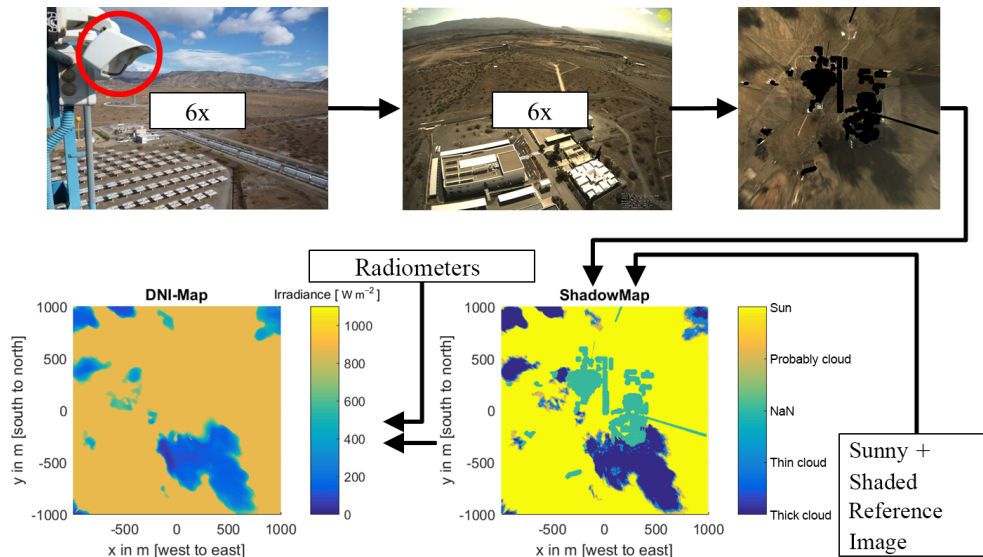 6x
6x
Radiometers
DNI-Map
Irradiance [ W m⁻² ]
1000
500
0
-500
-1000
y in m [south to north]
-500
0
500
1000
x in m [west to east]
1000
800
600
400
200
0
ShadowMap
1000
500
0
-500
-1000
y in m [south to north]
-500
0
500
1000
x in m [west to east]
Sun
Probably cloud
NaN
Thin cloud
Thick cloud
Sunny +
Shaded
Reference
Image